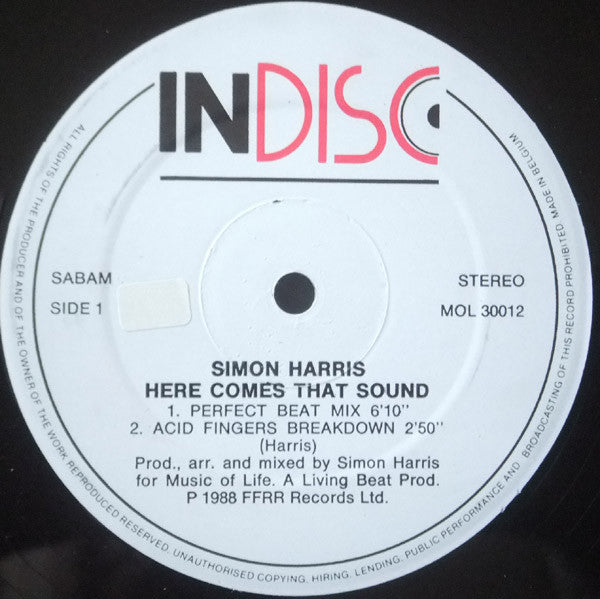 INDISC
SABAM
STEREO
SIDE 1
MOL 30012
SIMON HARRIS
HERE COMES THAT SOUND
1. PERFECT BEAT MIX 6'10"
2. ACID FINGERS BREAKDOWN 2'50"
(Harris)
Prod., arr. and mixed by Simon Harris
for Music of Life. A Living Beat Prod.
P 1988 FFRR Records Ltd.
ALL RIGHTS OF THE PRODUCER AND OF THE OWNER OF THE WORK REPRODUCED RESERVED. UNAUTHORISED COPYING, HIRING, LENDING, PUBLIC PERFORMANCE AND BROADCASTING OF THIS RECORD PROHIBITED. MADE IN BELGIUM